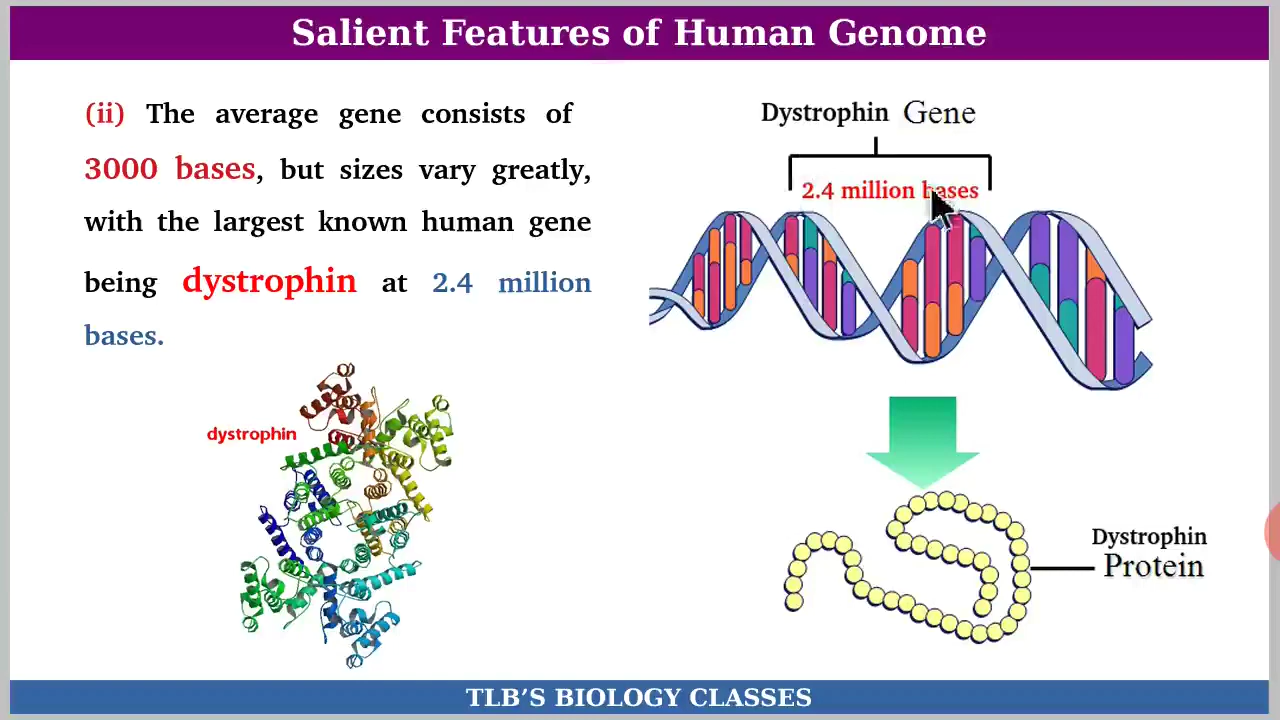 Salient Features of Human Genome
(ii) The average gene consists of
3000 bases, but sizes vary greatly,
with the largest known human gene
being dystrophin at 2.4 million
bases.
dystrophin
Dystrophin Gene
2.4 million bases
Dystrophin
Protein
TLB’S BIOLOGY CLASSES